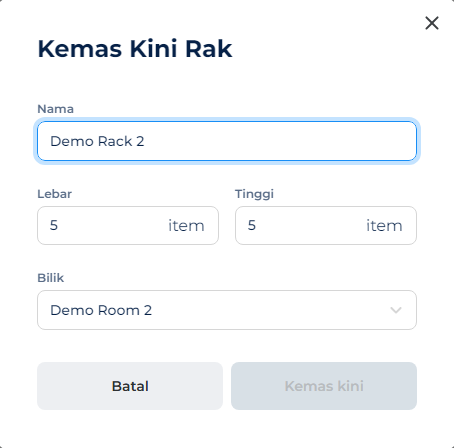 Kemas Kini Rak
Nama
Demo Rack 2
Lebar Tinggi
5 item 5 item
Bilik
Demo Room 2
Batal Kemas kini